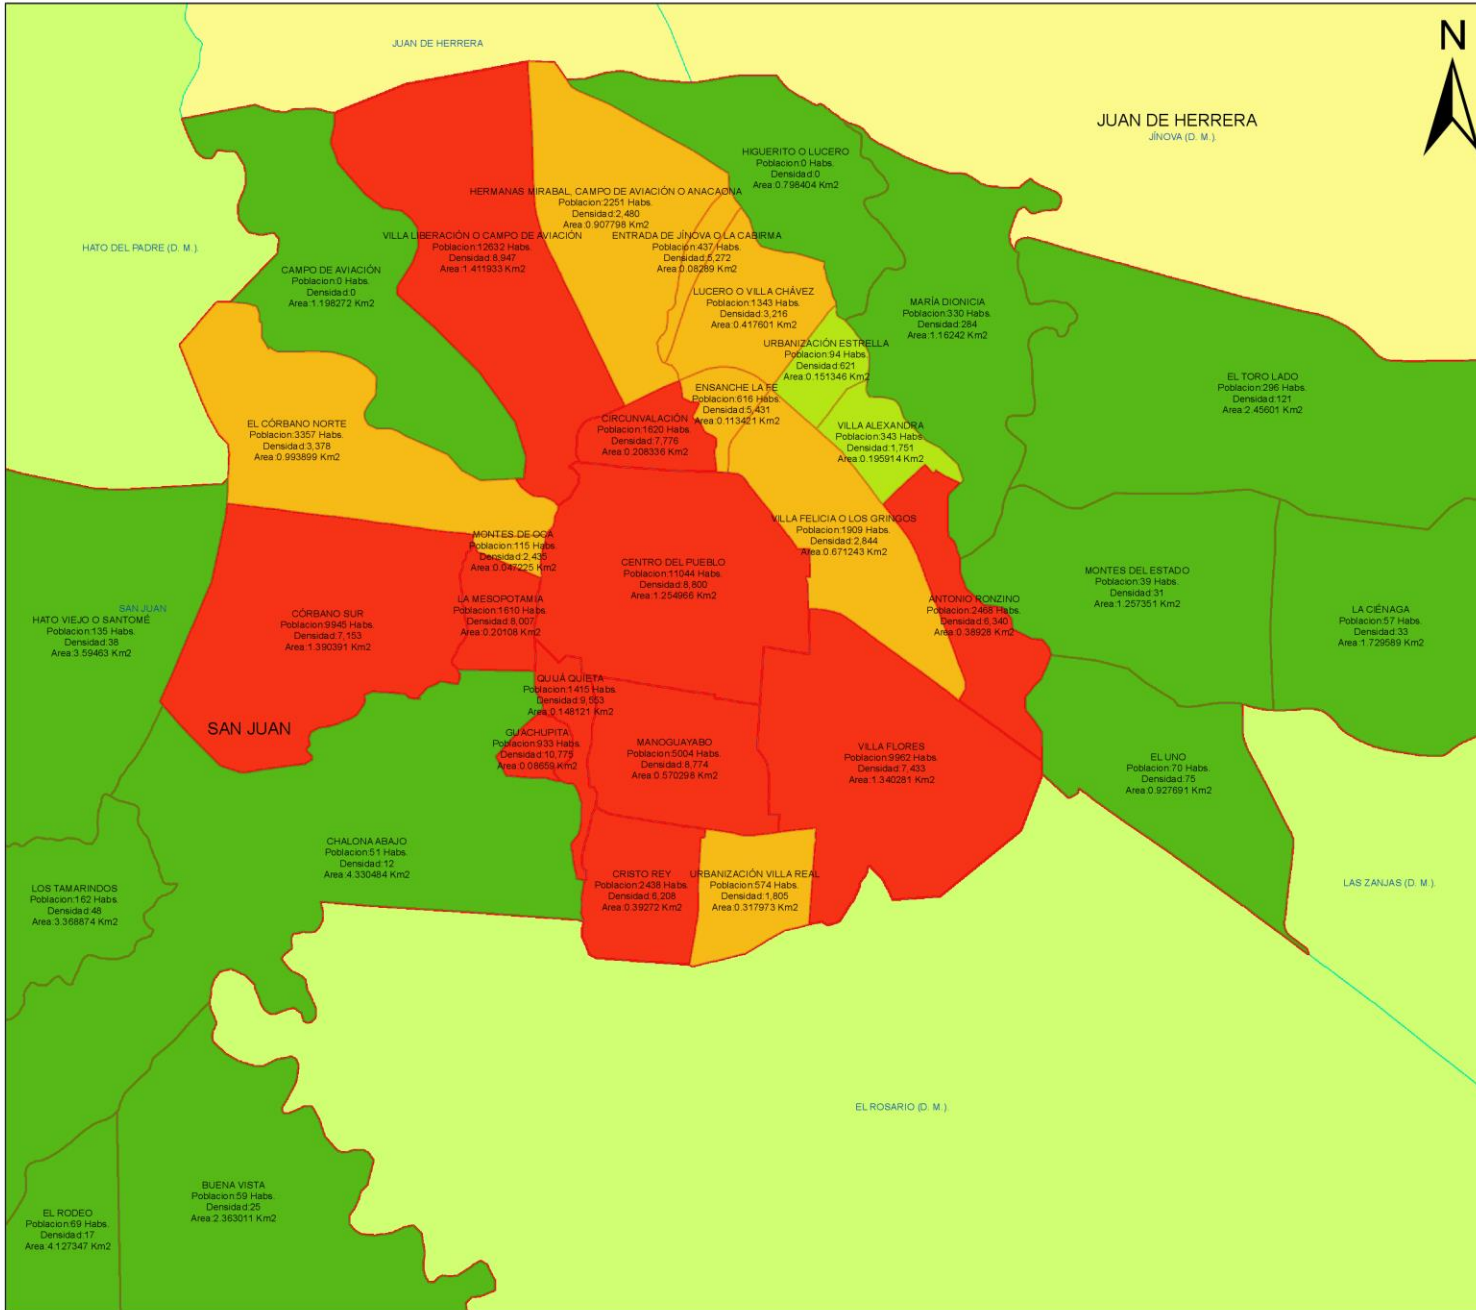 JUAN DE HERRERA
N
JUAN DE HERRERA
JÍNOVA (D. M.)
HATO DEL PADRE (D. M.)
HIGUERITO O LUCERO
Poblacion:0 Habs.
Densidad:0
Area:0.798404 Km2
HERMANAS MIRABAL, CAMPO DE AVIACIÓN O ANACAONA
Poblacion:2251 Habs.
Densidad:2,480
Area:0.907798 Km2
VILLA LIBERACIÓN O CAMPO DE AVIACIÓN
Poblacion:12632 Habs.
Densidad:8,947
Area:1.411933 Km2
ENTRADA DE JÍNOVA O LA CABIRMA
Poblacion:437 Habs.
Densidad:5,272
Area:0.08289 Km2
CAMPO DE AVIACIÓN
Poblacion:0 Habs.
Densidad:0
Area:1.198272 Km2
LUCERO O VILLA CHÁVEZ
Poblacion:1343 Habs.
Densidad:3,216
Area:0.417601 Km2
MARÍA DIONICIA
Poblacion:330 Habs.
Densidad:284
Area:1.16242 Km2
URBANIZACIÓN ESTRELLA
Poblacion:94 Habs.
Densidad:621
Area:0.151346 Km2
EL TORO LADO
Poblacion:296 Habs.
Densidad:121
Area:2.45601 Km2
ENSANCHE LA FE
Poblacion:616 Habs.
Densidad:5,431
Area:0.113421 Km2
EL CÓRBANO NORTE
Poblacion:3357 Habs.
Densidad:3,378
Area:0.993899 Km2
CIRCUNVALACIÓN
Poblacion:1620 Habs.
Densidad:7,776
Area:0.208336 Km2
VILLA ALEXANDRA
Poblacion:343 Habs.
Densidad:1,751
Area:0.195914 Km2
VILLA FELICIA O LOS GRINGOS
Poblacion:1909 Habs.
Densidad:2,844
Area:0.671243 Km2
MONTES DE OCA
Poblacion:115 Habs.
Densidad:2,435
Area:0.047225 Km2
CENTRO DEL PUEBLO
Poblacion:11044 Habs.
Densidad:8,800
Area:1.254966 Km2
MONTES DEL ESTADO
Poblacion:39 Habs.
Densidad:31
Area:1.257351 Km2
SAN JUAN
HATO VIEJO O SANTOMÉ
Poblacion:135 Habs.
Densidad:38
Area:3.59463 Km2
CÓRBANO SUR
Poblacion:9945 Habs.
Densidad:7,153
Area:1.390391 Km2
LA MESOPOTAMIA
Poblacion:1610 Habs.
Densidad:8,007
Area:0.20108 Km2
ANTONIO RONZINO
Poblacion:2468 Habs.
Densidad:6,340
Area:0.38928 Km2
LA CIÉNAGA
Poblacion:57 Habs.
Densidad:33
Area:1.729589 Km2
QUIJÁ QUIETA
Poblacion:1415 Habs.
Densidad:9,553
Area:0.148121 Km2
SAN JUAN
GUACHUPITA
Poblacion:933 Habs.
Densidad:10,775
Area:0.08659 Km2
MANOGUAYABO
Poblacion:5004 Habs.
Densidad:8,774
Area:0.570298 Km2
VILLA FLORES
Poblacion:9962 Habs.
Densidad:7,433
Area:1.340281 Km2
EL UNO
Poblacion:70 Habs.
Densidad:75
Area:0.927691 Km2
CHALONA ABAJO
Poblacion:51 Habs.
Densidad:12
Area:4.330484 Km2
LOS TAMARINDOS
Poblacion:162 Habs.
Densidad:48
Area:3.368874 Km2
CRISTO REY
Poblacion:2438 Habs.
Densidad:6,208
Area:0.39272 Km2
URBANIZACIÓN VILLA REAL
Poblacion:574 Habs.
Densidad:1,805
Area:0.317973 Km2
LAS ZANJAS (D. M.)
EL ROSARIO (D. M.)
BUENA VISTA
Poblacion:59 Habs.
Densidad:25
Area:2.363011 Km2
EL RODEO
Poblacion:69 Habs.
Densidad:17
Area:4.127347 Km2